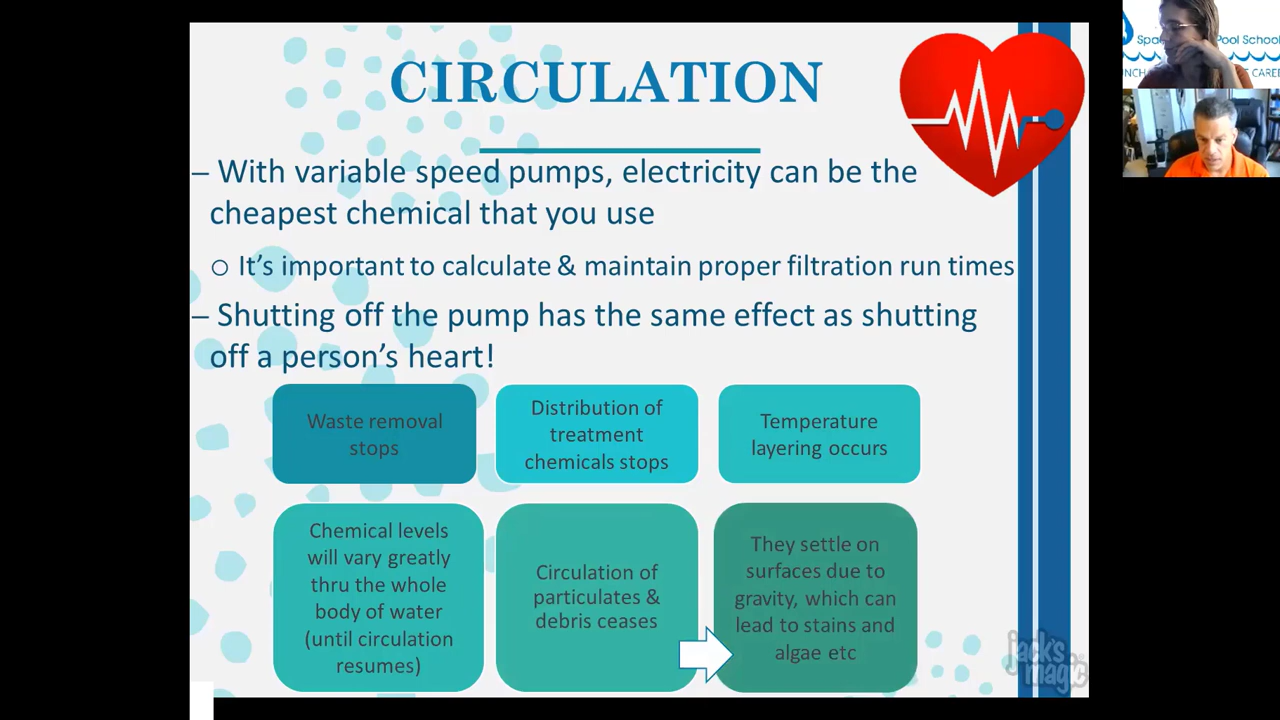 CIRCULATION
– With variable speed pumps, electricity can be the
cheapest chemical that you use
○ It's important to calculate & maintain proper filtration run times
– Shutting off the pump has the same effect as shutting
off a person's heart!
Waste removal
stops
Distribution of
treatment
chemicals stops
Temperature
layering occurs
Chemical levels
will vary greatly
thru the whole
body of water
(until circulation
resumes)
Circulation of
particulates &
debris ceases
They settle on
surfaces due to
gravity, which can
lead to stains and
algae etc
jack's
magic
Pool School